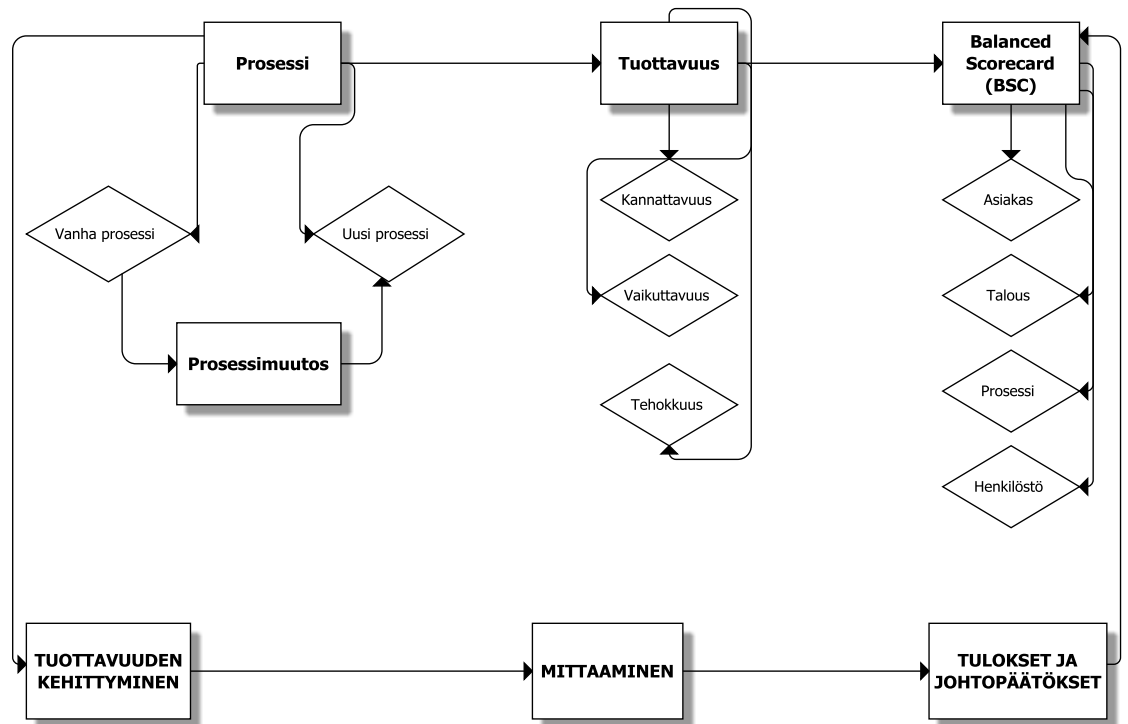 Prosessi
Tuottavuus
Balanced
Scorecard
(BSC)
Vanha prosessi
Uusi prosessi
Kannattavuus
Asiakas
Vaikuttavuus
Talous
Prosessimuutos
Tehokkuus
Prosessi
Henkilöstö
TUOTTAVUUDEN
KEHITTYMINEN
MITTAAMINEN
TULOKSET JA
JOHTOPÄÄTÖKSET